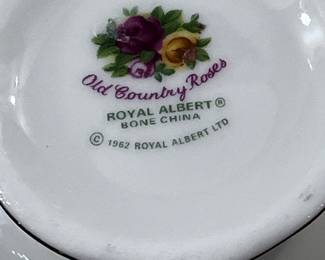 Old Country Roses
ROYAL ALBERT®
BONE CHINA
© 1962 ROYAL ALBERT LTD